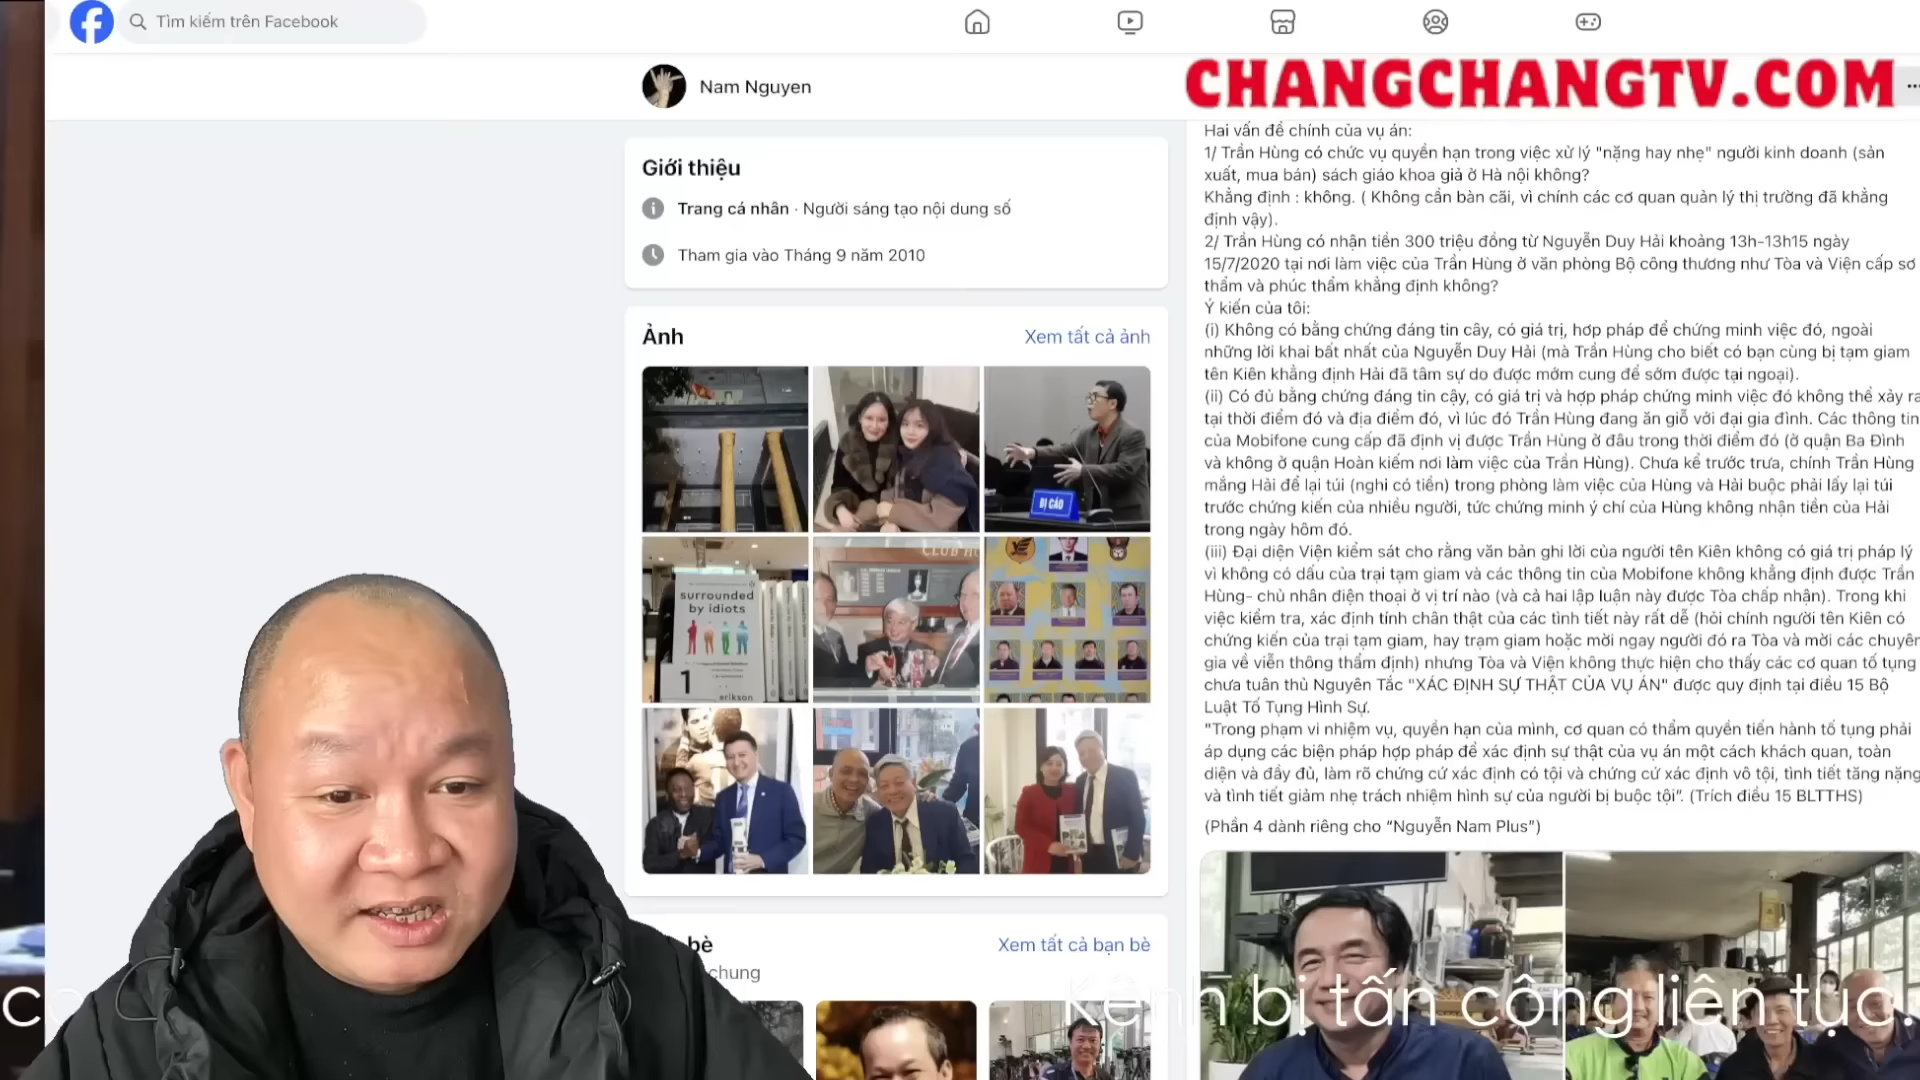 Tìm kiếm trên Facebook
Nam Nguyen
CHANGCHANGTV.COM
Giới thiệu
Trang cá nhân · Người sáng tạo nội dung số
Tham gia vào Tháng 9 năm 2010
Ảnh
Xem tất cả ảnh
BỊ CÁO
CLUB
surrounded
by idiots
1
erikson
bè
Xem tất cả bạn bè
chung
Hai vấn đề chính của vụ án:
1/ Trần Hùng có chức vụ quyền hạn trong việc xử lý "nặng hay nhẹ" người kinh doanh (sản
xuất, mua bán) sách giáo khoa giả ở Hà nội không?
Khẳng định : không. ( Không cần bàn cãi, vì chính các cơ quan quản lý thị trường đã khẳng
định vậy).
2/ Trần Hùng có nhận tiền 300 triệu đồng từ Nguyễn Duy Hải khoảng 13h-13h15 ngày
15/7/2020 tại nơi làm việc của Trần Hùng ở văn phòng Bộ công thương như Tòa và Viện cấp sơ
thẩm và phúc thẩm khẳng định không?
Ý kiến của tôi:
(i) Không có bằng chứng đáng tin cây, có giá trị, hơp pháp để chứng minh việc đó, ngoài
những lời khai bất nhất của Nguyễn Duy Hải (mà Trần Hùng cho biết có bạn cùng bị tạm giam
tên Kiên khẳng định Hải đã tâm sự do được mớm cung để sớm được tại ngoại).
(ii) Có đủ bằng chứng đáng tin cậy, có giá trị và hợp pháp chứng minh việc đó không thể xảy ra
tại thời điểm đó và địa điểm đó, vì lúc đó Trần Hùng đang ăn giỗ với đại gia đình. Các thông tin
của Mobifone cung cấp đã định vị được Trần Hùng ở đâu trong thời điểm đó (ở quận Ba Đình
và không ở quận Hoàn kiếm nơi làm việc của Trần Hùng). Chưa kể trước trưa, chính Trần Hùng
mắng Hải để lại túi (nghi có tiền) trong phòng làm việc của Hùng và Hải buộc phải lấy lại túi
trước chứng kiến của nhiều người, tức chứng minh ý chí của Hùng không nhận tiền của Hải
trong ngày hôm đó.
(iii) Đại diện Viện kiểm sát cho rằng văn bản ghi lời của người tên Kiên không có giá trị pháp lý
vì không có dấu của trại tạm giam và các thông tin của Mobifone không khẳng định được Trần
Hùng- chủ nhân điện thoại ở vị trí nào (và cả hai lập luận này được Tòa chấp nhận). Trong khi
việc kiểm tra, xác định tính chân thật của các tình tiết này rất dễ (hỏi chính người tên Kiên có
chứng kiến của trại tạm giam, hay trạm giam hoặc mời ngay người đó ra Tòa và mời các chuyên
gia về viễn thông thẩm định) nhưng Tòa và Viện không thực hiện cho thấy các cơ quan tố tụng
chưa tuân thủ Nguyên Tắc "XÁC ĐỊNH SỰ THẬT CỦA VỤ ÁN" được quy định tại điều 15 Bộ
Luật Tố Tụng Hình Sự.
"Trong phạm vi nhiệm vụ, quyền hạn của mình, cơ quan có thẩm quyền tiến hành tố tụng phải
áp dụng các biện pháp hợp pháp để xác định sự thật của vụ án một cách khách quan, toàn
diện và đầy đủ, làm rõ chứng cứ xác định có tội và chứng cứ xác định vô tội, tình tiết tăng nặng
và tình tiết giảm nhẹ trách nhiệm hình sự của người bị buộc tội". (Trích điều 15 BLTTHS)
(Phần 4 dành riêng cho “Nguyễn Nam Plus”)
Kênh bị tấn công liên tục.